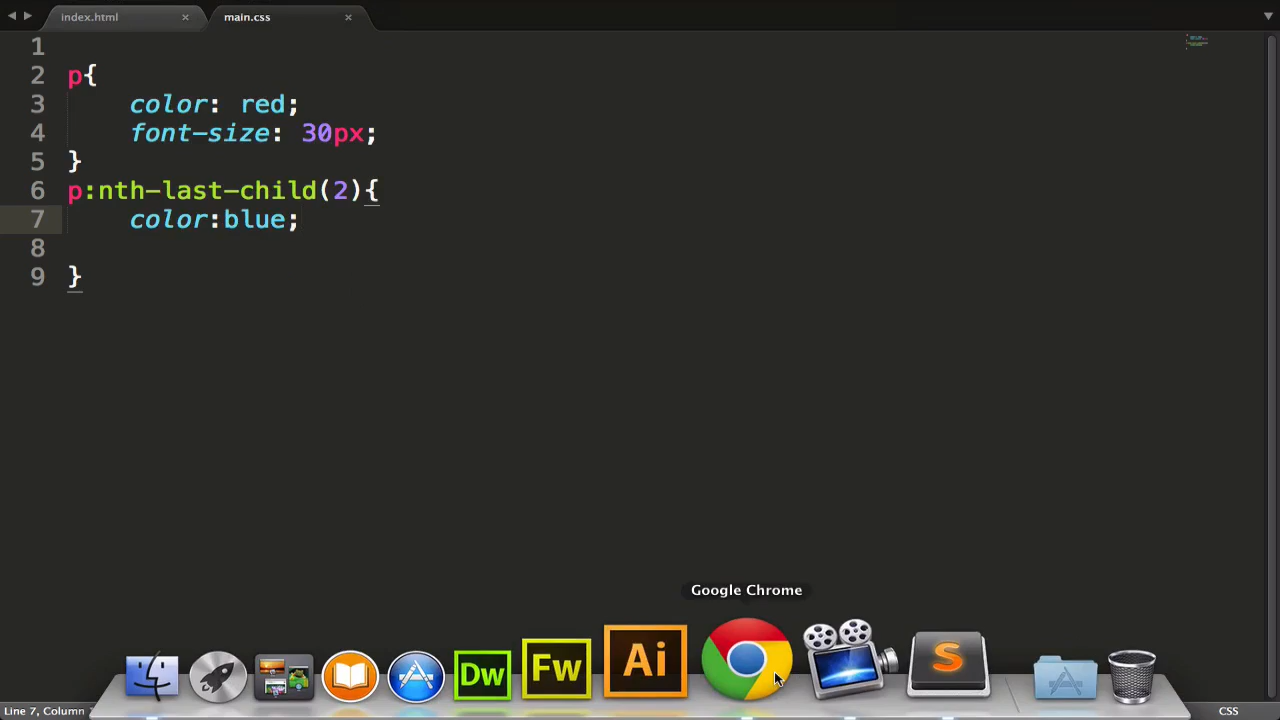 index.html
main.css
1
2 p{
3 color: red;
4 font-size: 30px;
5 }
6 p:nth-last-child(2){
7 color:blue;
8
9 }
Google Chrome
Dw
Fw
Ai
S
Line 7, Column
CSS